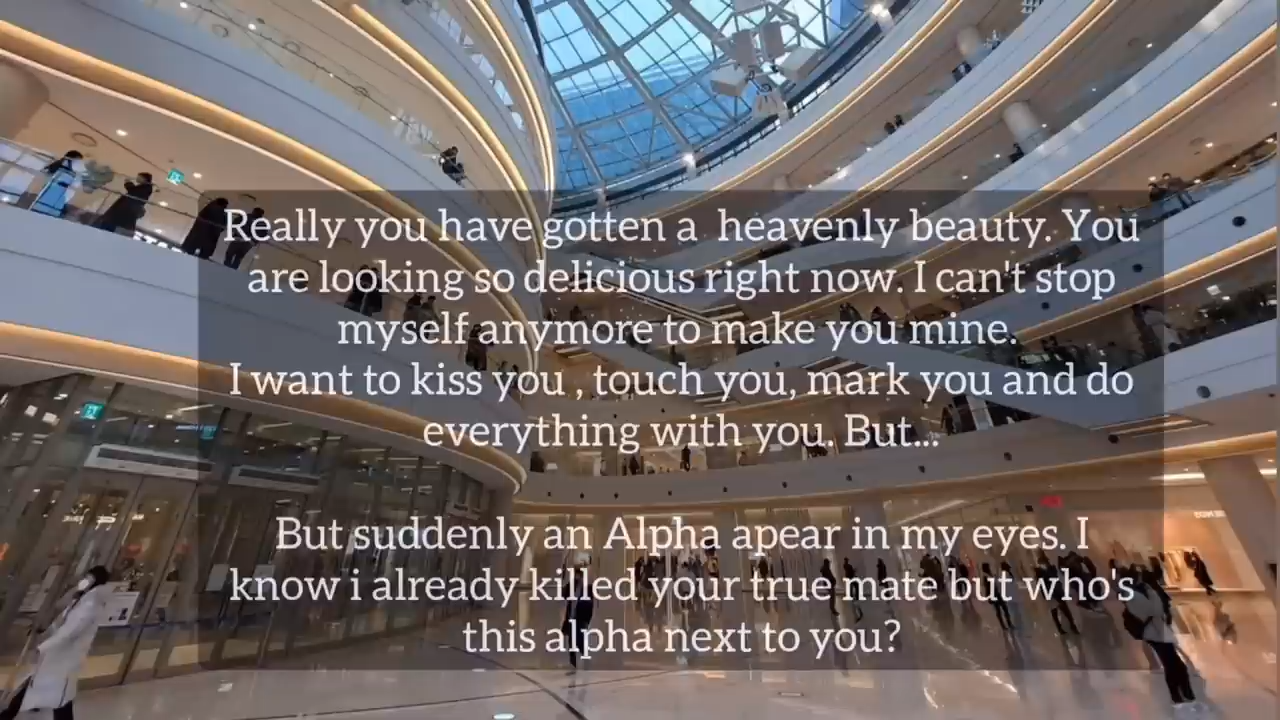 Really you have gotten a  heavenly beauty. You
are looking so delicious right now. I can't stop
myself anymore to make you mine.
I want to kiss you , touch you, mark you and do
everything with you. But...
But suddenly an Alpha apear in my eyes. I
know i already killed your true mate but who's
this alpha next to you?